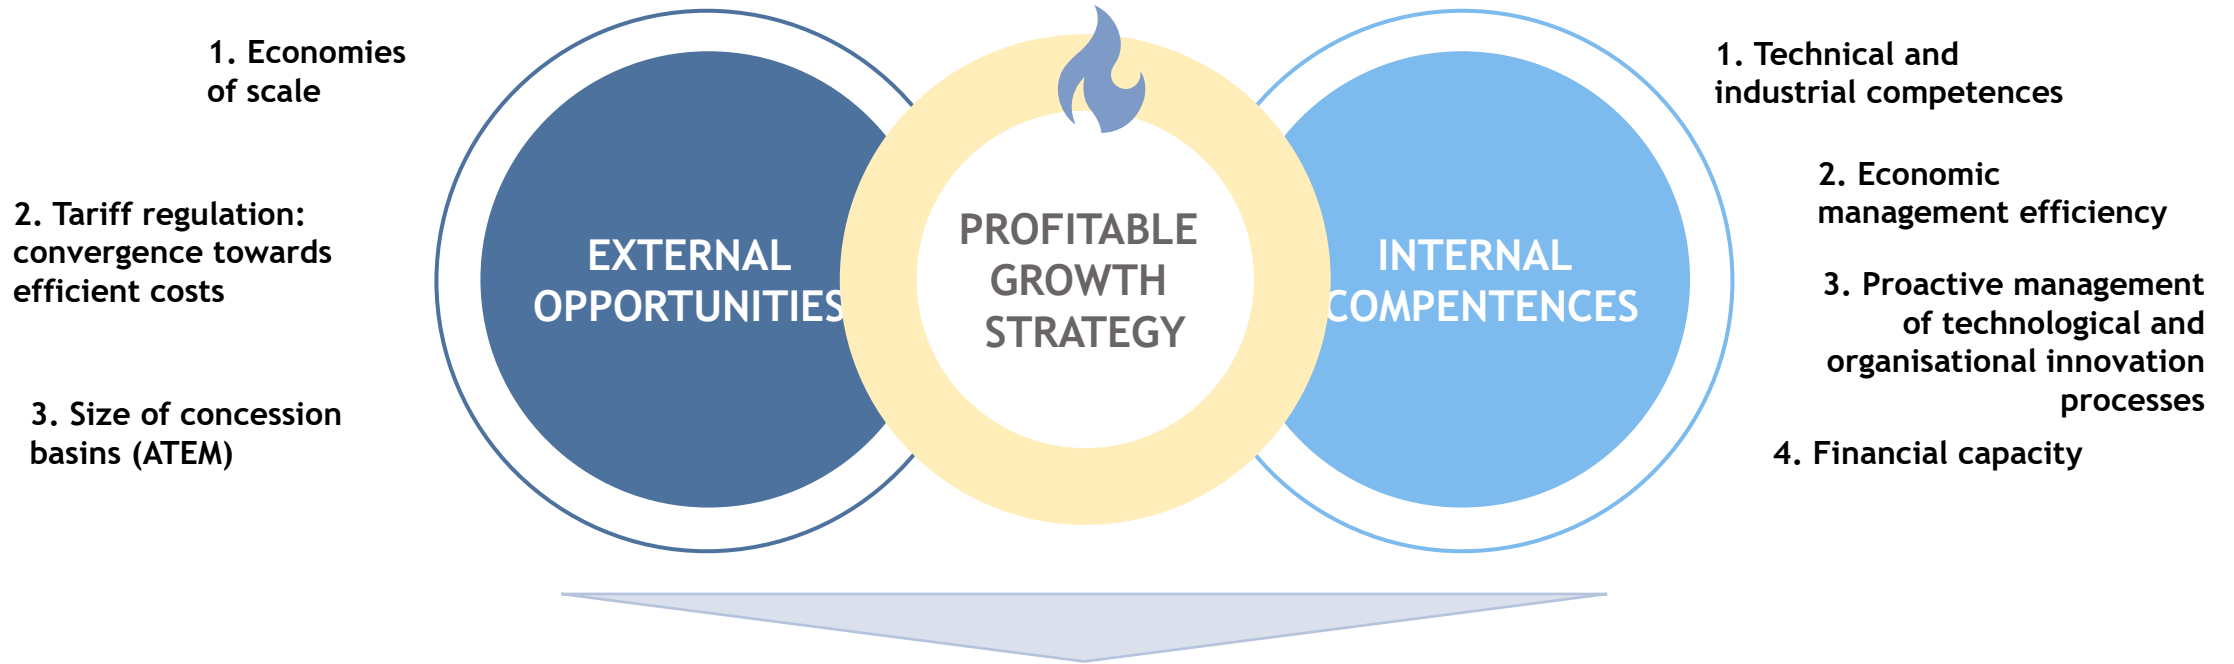 1. Economies
of scale
2. Tariff regulation:
convergence towards
efficient costs
3. Size of concession
basins (ATEM)
EXTERNAL
OPPORTUNITIES
PROFITABLE
GROWTH
STRATEGY
INTERNAL
COMPENTENCES
1. Technical and
industrial competences
2. Economic
management efficiency
3. Proactive management
of technological and
organisational innovation
processes
4. Financial capacity